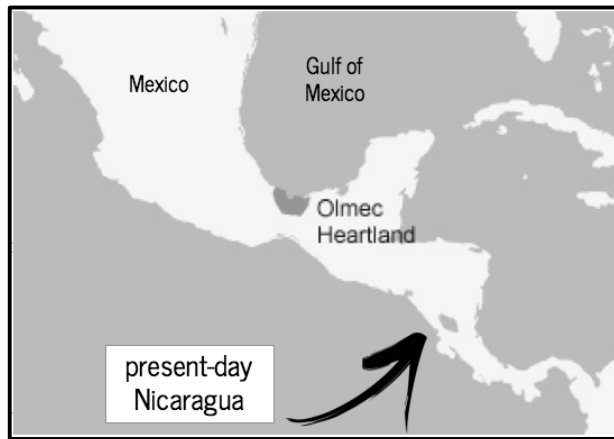 Mexico
Gulf of
Mexico
Olmec
Heartland
present-day
Nicaragua